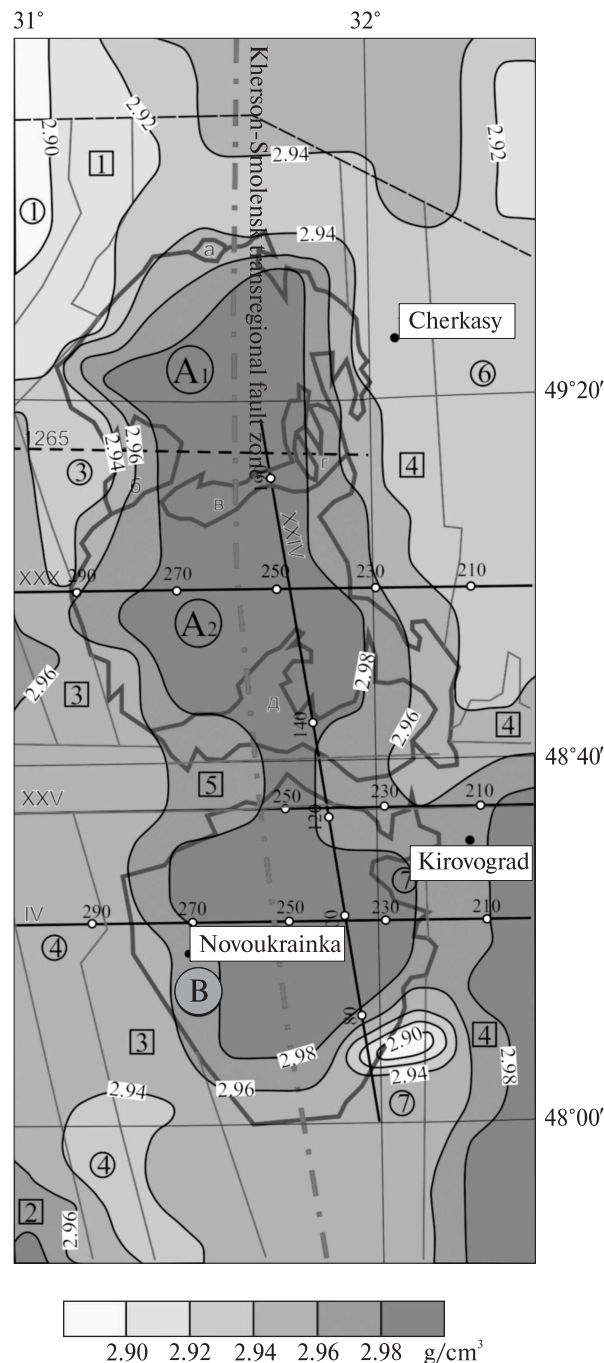 31° 32°
Kherson-Smolensk transregional fault zone
2.90
2.92
1
1
2.94
2.92
2.94
а
Cherkasy
A1
6
49°20′
1265
3
2.94
2.96
б
в
г
4
XXIV
XXX
290 270 250 230 210
A2
2.96
3
2.98
д
140
2.96
4
48°40′
5
XXV
250 230 210
120
Kirovograd
7
IV
290 270 250 230 210
4
Novoukrainka
B
80
3
2.90
4
2.98
2.98
2.94
2.96
2.94
7
48°00′
4
2
2.96
2.90 2.92 2.94 2.96 2.98 g/cm³